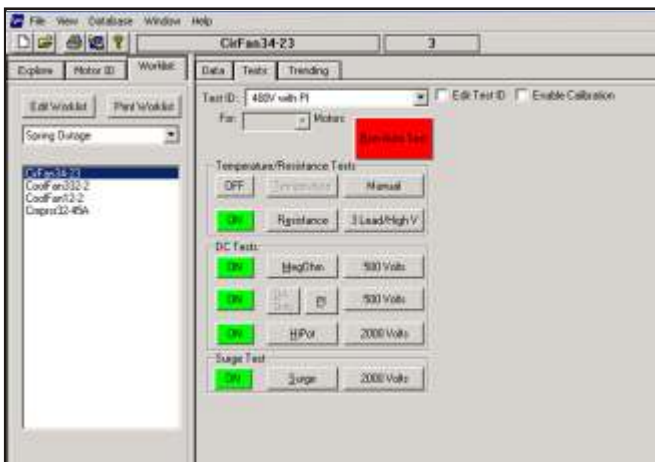 File View Database Window Help
CirFan34-23 3
Explore Motor ID Worklist Data Tests Trending
Test ID: 480V with PI Edit Test ID Enable Calibration
Edit Worklist Print Worklist
For: Motors
Spring Outage
Temperature/Resistance Tests
CirFan34-23
CoolFan332-2
CoolFan12-2
OFF Temperature Manual
ON Resistance 3 Lead/High V
DC Tests
ON MegOhm 500 Volts
ON PI 500 Volts
ON HiPot 2000 Volts
Surge Test
ON Surge 2000 Volts